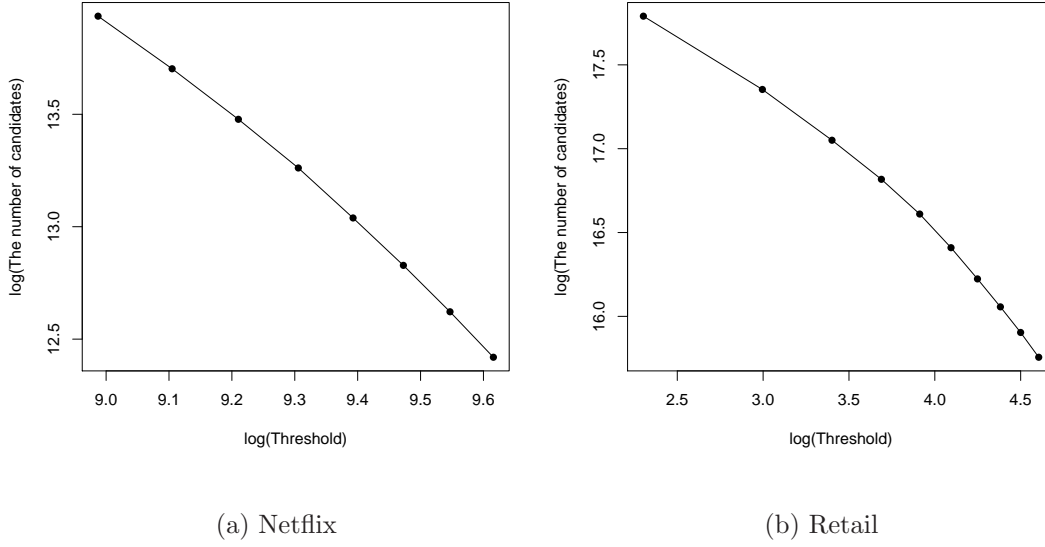 log(The number of candidates)
13.5
13.0
12.5
9.0 9.1 9.2 9.3 9.4 9.5 9.6
log(Threshold)
(a) Netflix
log(The number of candidates)
17.5
17.0
16.5
16.0
2.5 3.0 3.5 4.0 4.5
log(Threshold)
(b) Retail